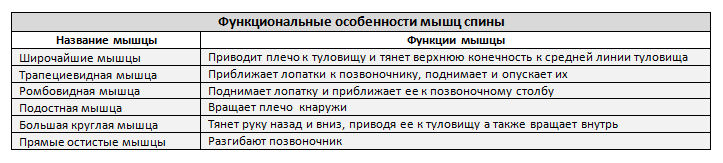 Функциональные особенности мышц спины
Название мышцы Функции мышцы
Широчайшие мышцы Приводит плечо к туловищу и тянет верхнюю конечность к средней линии туловища
Трапециевидная мышца Приближает лопатки к позвоночнику, поднимает и опускает их
Ромбовидная мышца Поднимает лопатку и приближает ее к позвоночному столбу
Подостная мышца Вращает плечо кнаружи
Большая круглая мышца Тянет руку назад и вниз, приводя ее к туловищу а также вращает внутрь
Прямые остистые мышцы Разгибают позвоночник